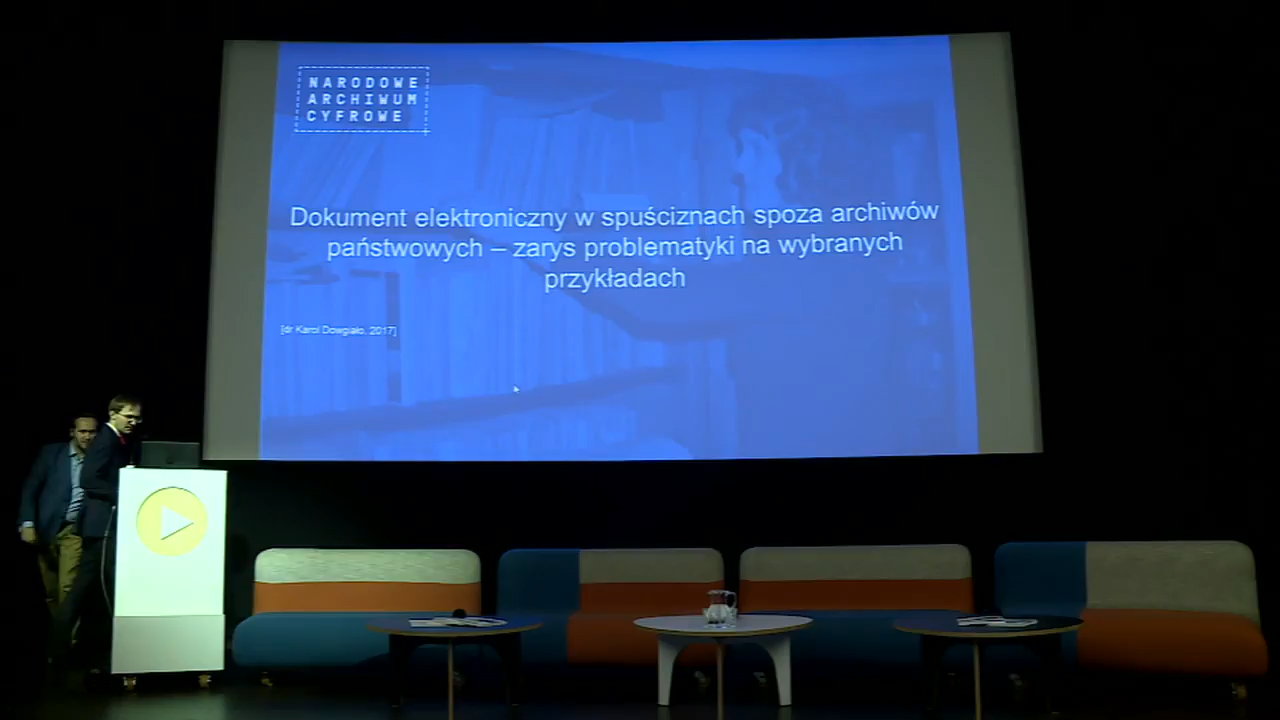 NARODOWE
ARCHIWUM
CYFROWE
Dokument elektroniczny w spuściznach spoza archiwów
państwowych – zarys problematyki na wybranych
przykładach
[dr Karol Dowgiało, 2017]